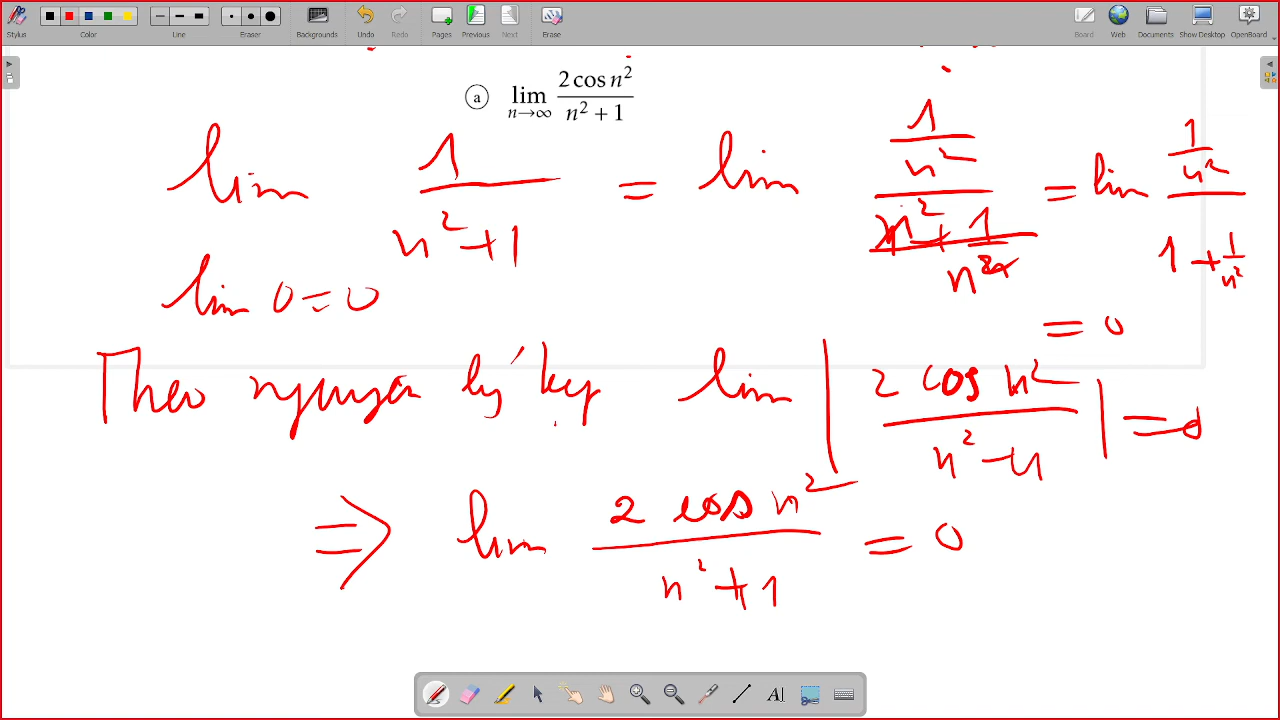 Stylus Color Line Eraser Backgrounds Undo Redo Pages Previous Next Erase Board Web Documents Show Desktop OpenBoard
a lim n→∞ 2 cos n² / n² + 1
lim 1 / n² + 1 = lim 1/n² / n² + 1 / n² = lim 1/n² / 1 + 1/n²
lim 0 = 0
= 0
Theo nguyên lý kẹp lim | 2 cos n² / n² + 1 | = 0
⇒ lim 2 cos n² / n² + 1 = 0